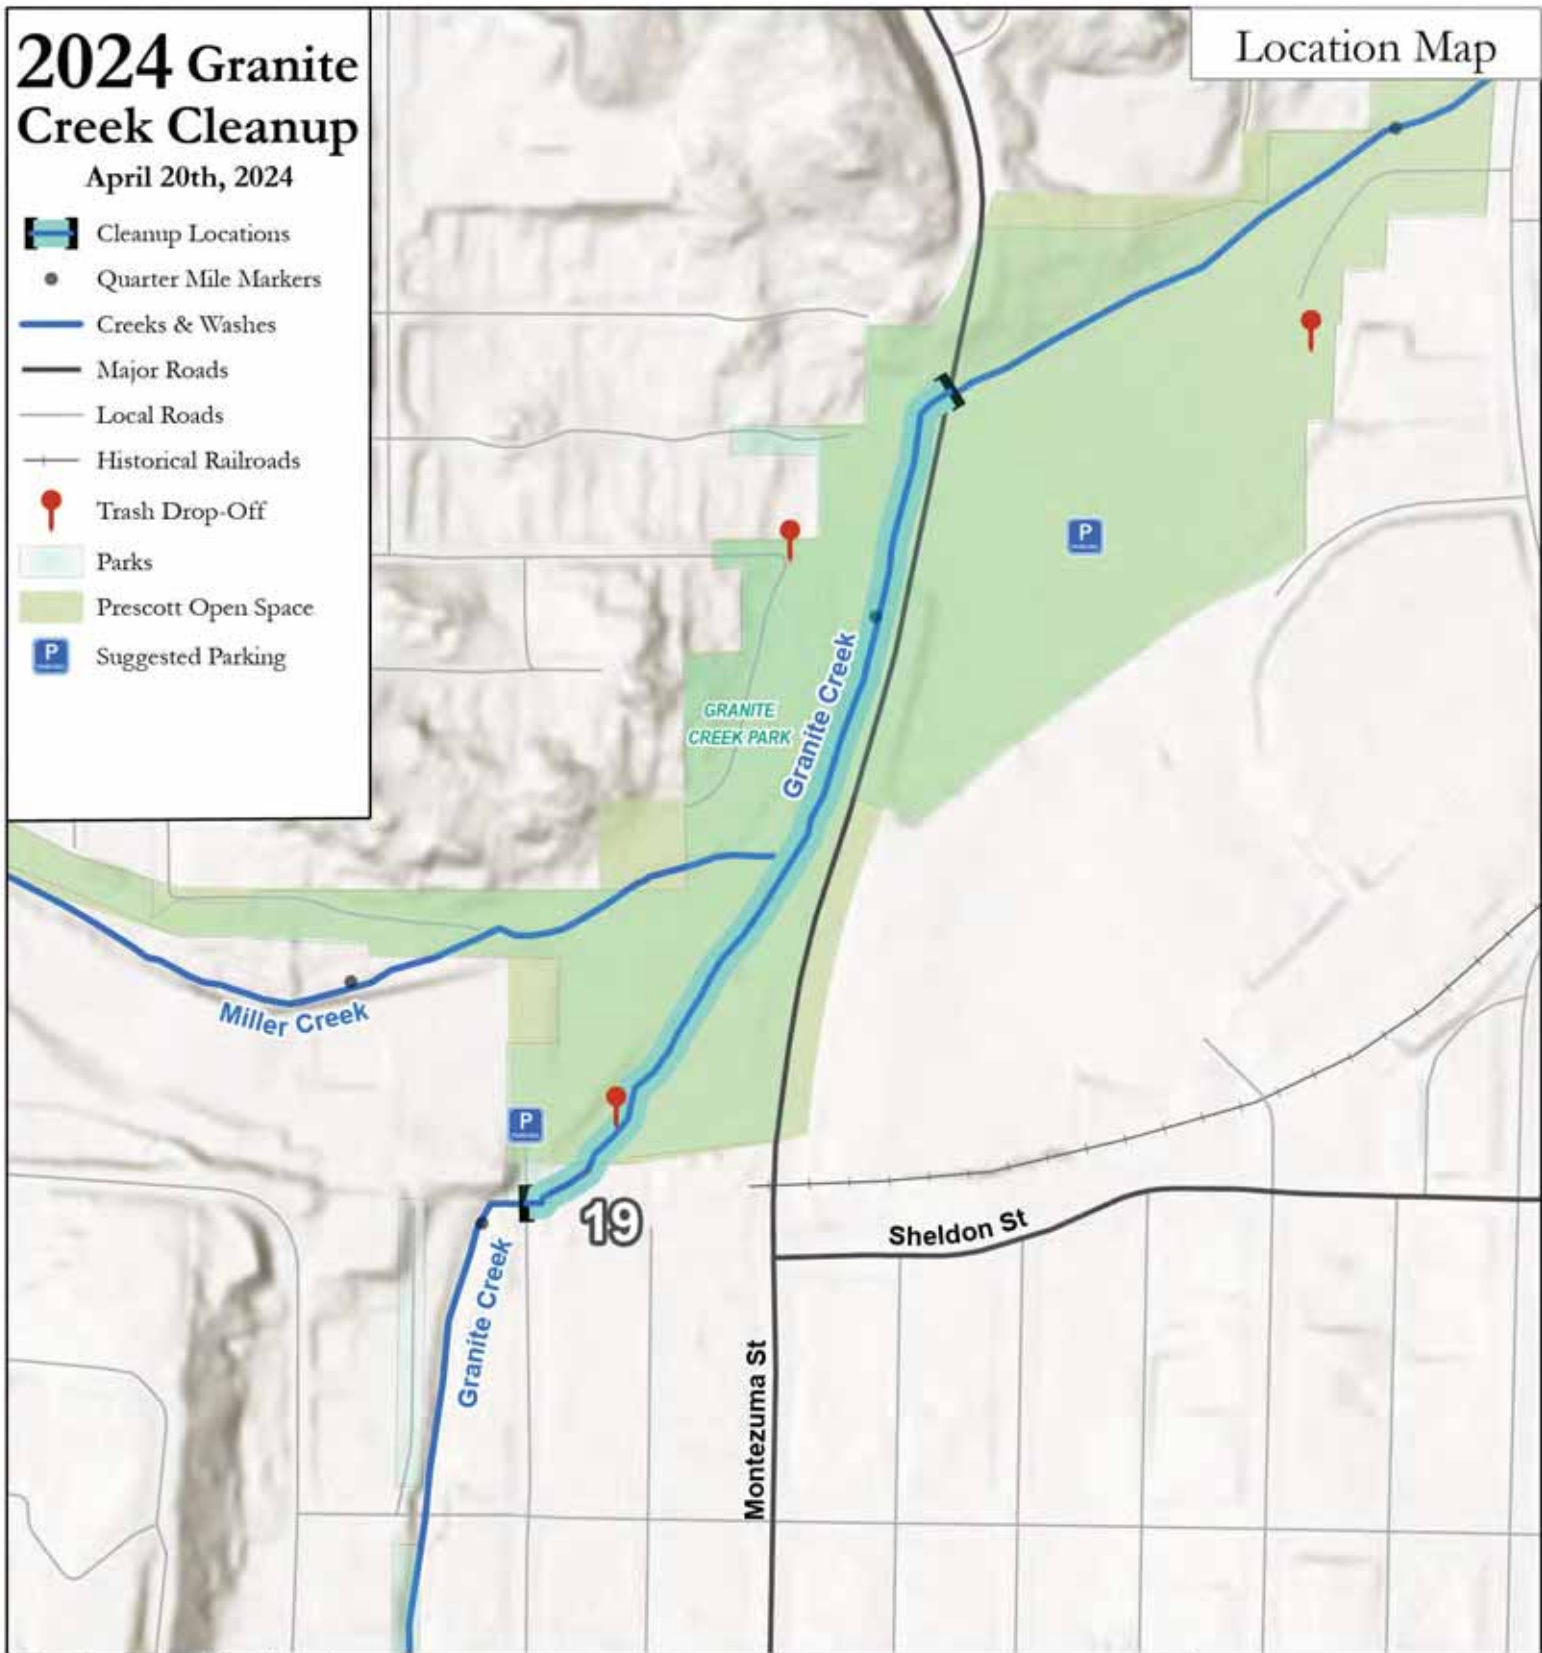 2024 Granite
Creek Cleanup
April 20th, 2024
Cleanup Locations
Quarter Mile Markers
Creeks & Washes
Major Roads
Local Roads
Historical Railroads
Trash Drop-Off
Parks
Prescott Open Space
P
Suggested Parking
Location Map
P
GRANITE
CREEK PARK
Granite Creek
Miller Creek
P
19
Sheldon St
Granite Creek
Montezuma St